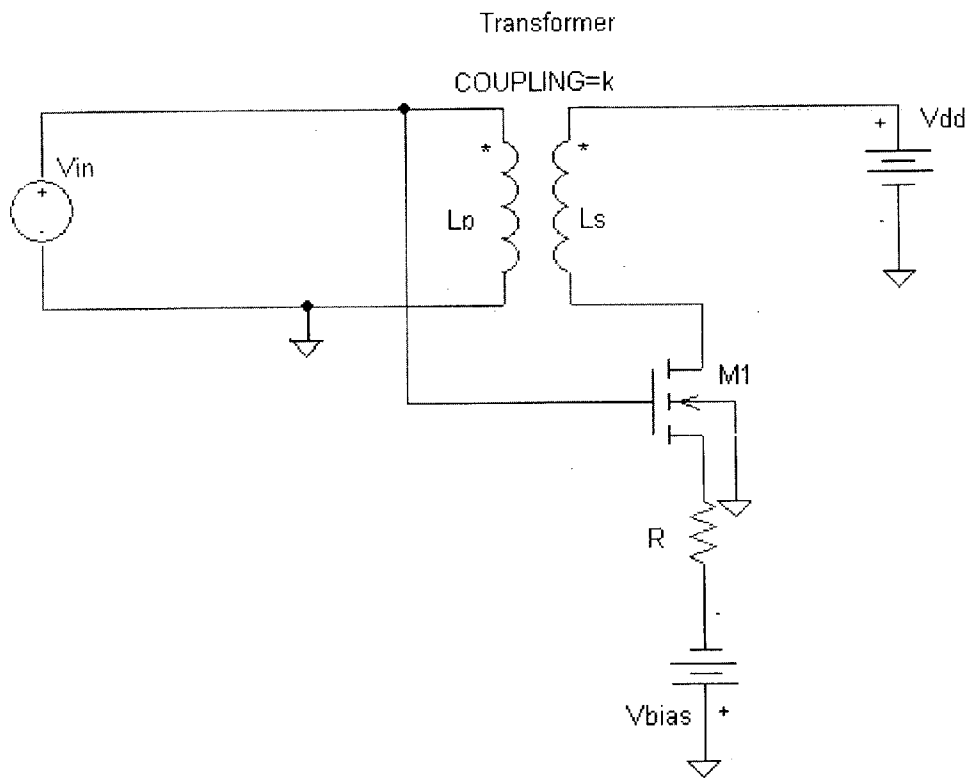 Transformer
COUPLING=k
Vin
+
-
*
*
Lp
Ls
+
Vdd
-
M1
R
-
Vbias
+